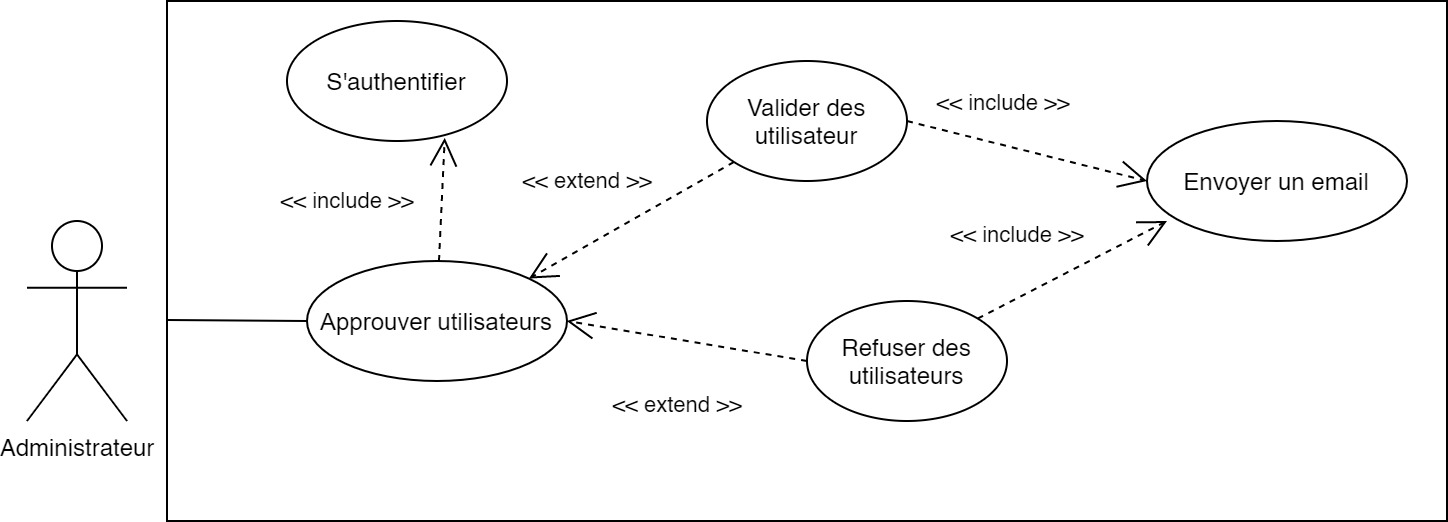 S'authentifier
Valider des
utilisateur
<< include >>
Envoyer un email
<< extend >>
<< include >>
<< include >>
Approuver utilisateurs
Refuser des
utilisateurs
<< extend >>
Administrateur